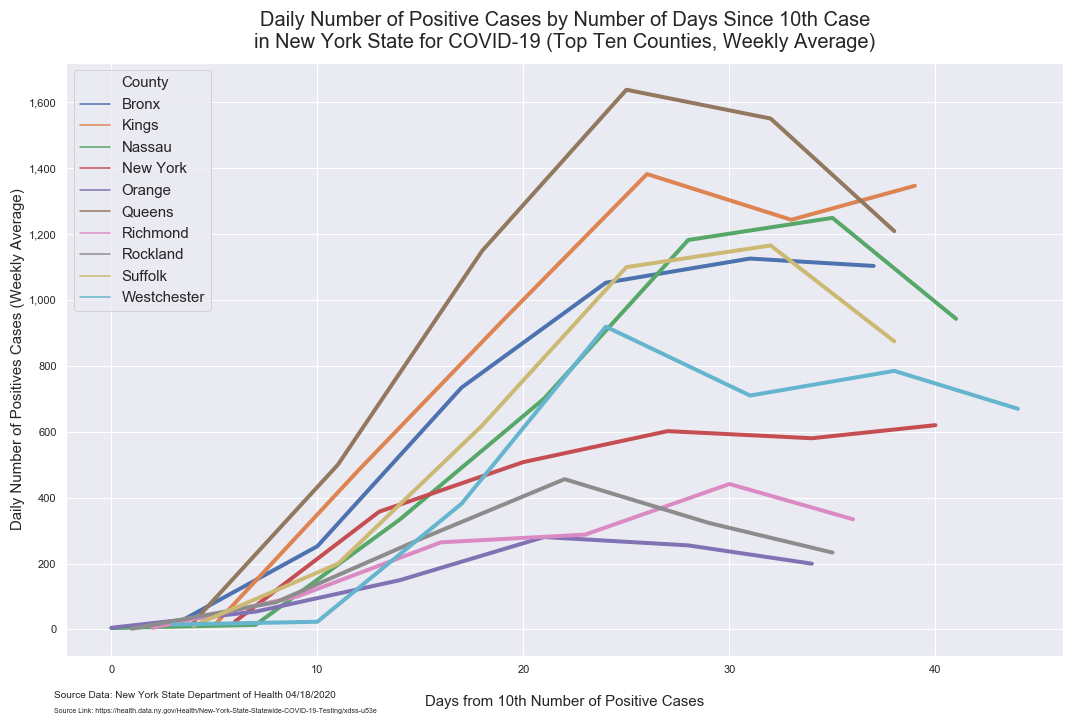 Daily Number of Positive Cases by Number of Days Since 10th Case
in New York State for COVID-19 (Top Ten Counties, Weekly Average)
County
Bronx
Kings
Nassau
New York
Orange
Queens
Richmond
Rockland
Suffolk
Westchester
Daily Number of Positives Cases (Weekly Average)
1,600
1,400
1,200
1,000
800
600
400
200
0
0 10 20 30 40
Days from 10th Number of Positive Cases
Source Data: New York State Department of Health 04/18/2020
Source Link: https://health.data.ny.gov/Health/New-York-State-Statewide-COVID-19-Testing/xdss-u53e